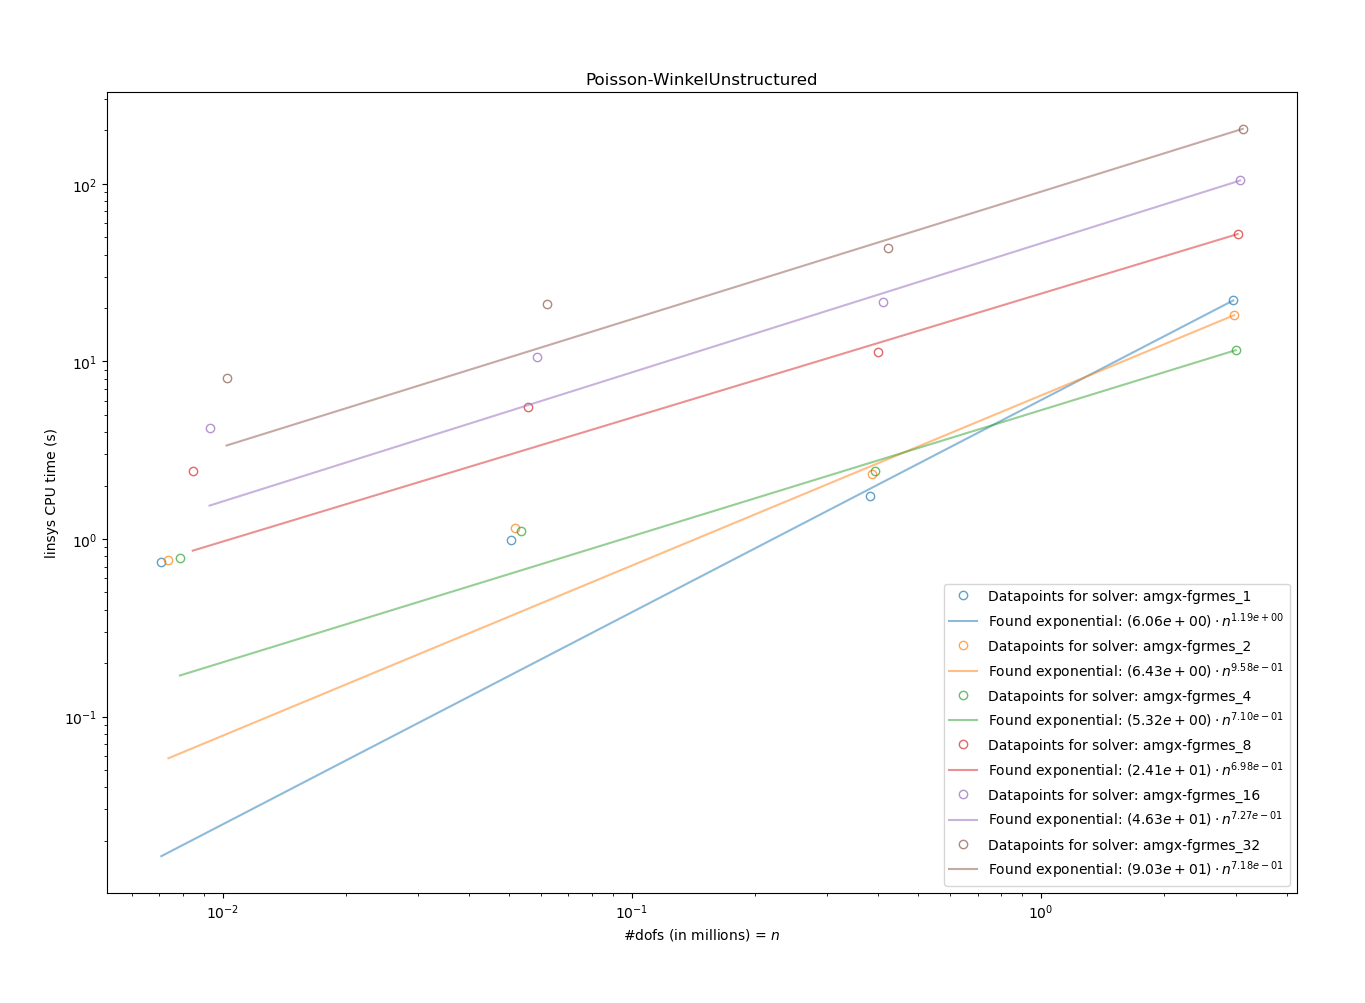 Poisson-WinkelUnstructured
linsys CPU time (s)
10²
10¹
10⁰
10⁻¹
10⁻² 10⁻¹ 10⁰
#dofs (in millions) = n
Datapoints for solver: amgx-fgrmes_1
Found exponential: (6.06e + 00) · n^{1.19e+00}
Datapoints for solver: amgx-fgrmes_2
Found exponential: (6.43e + 00) · n^{9.58e−01}
Datapoints for solver: amgx-fgrmes_4
Found exponential: (5.32e + 00) · n^{7.10e−01}
Datapoints for solver: amgx-fgrmes_8
Found exponential: (2.41e + 01) · n^{6.98e−01}
Datapoints for solver: amgx-fgrmes_16
Found exponential: (4.63e + 01) · n^{7.27e−01}
Datapoints for solver: amgx-fgrmes_32
Found exponential: (9.03e + 01) · n^{7.18e−01}